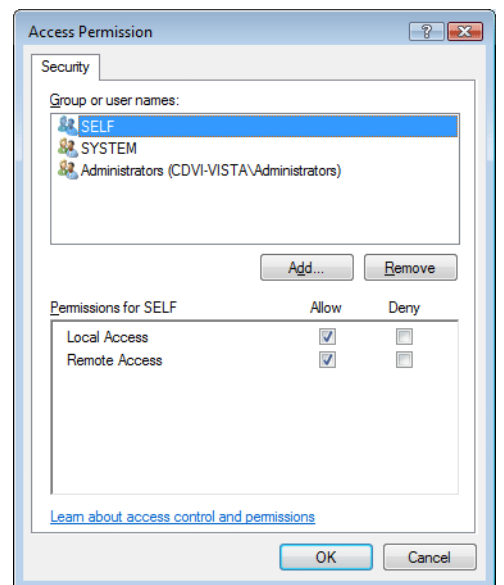 Access Permission
Security
Group or user names:
SELF
SYSTEM
Administrators (CDVI-VISTA\Administrators)
Add... Remove
Permissions for SELF Allow Deny
Local Access
Remote Access
Learn about access control and permissions
OK Cancel